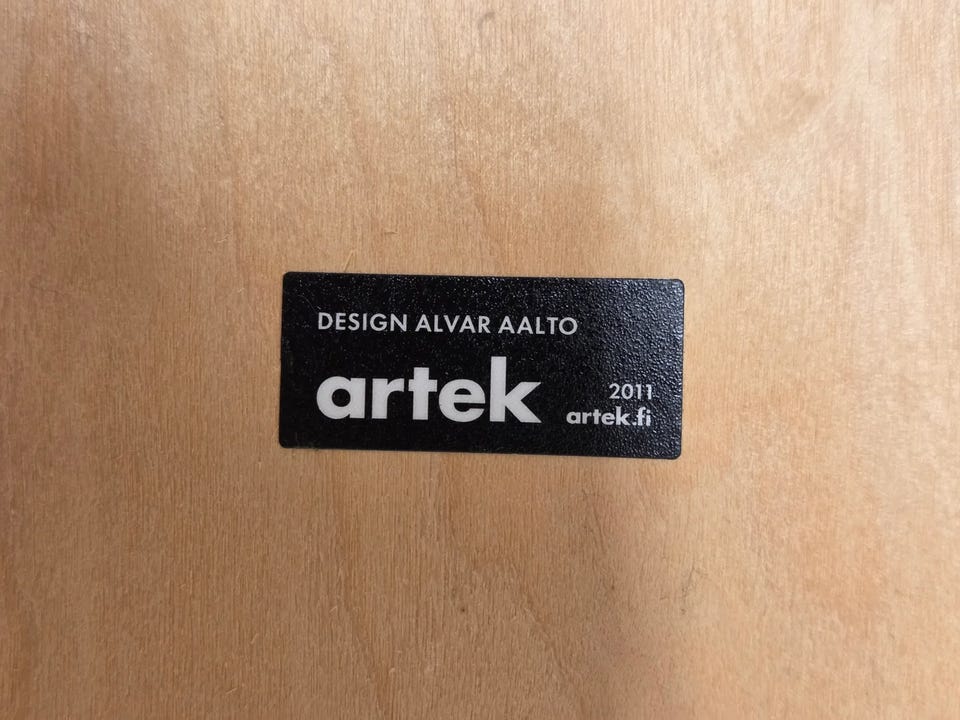 DESIGN ALVAR AALTO
artek
2011
artek.fi